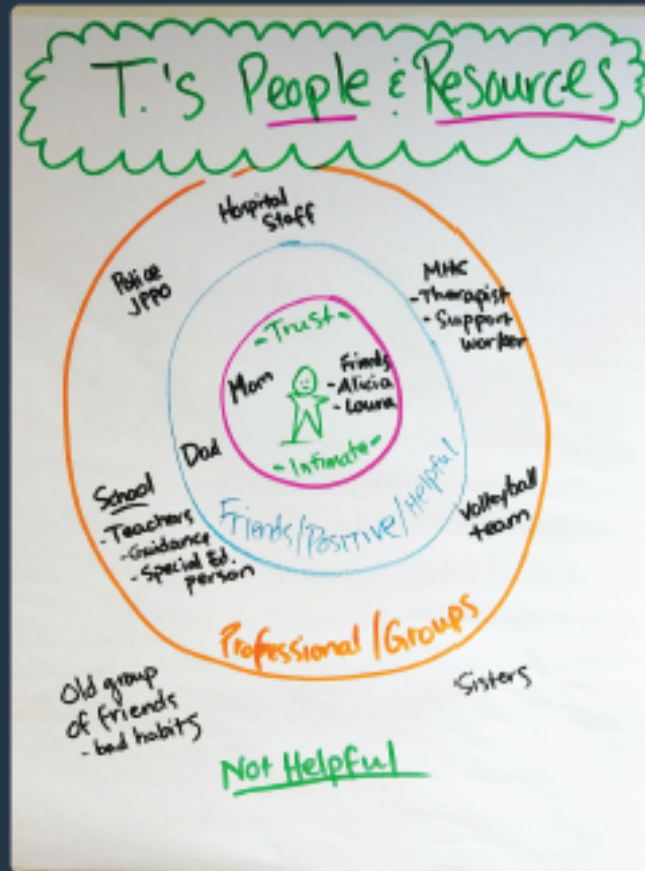 T.'s People & Resources
Hospital
Staff
Police
JPPO
MHC
-Therapist
- Support
worker
-Trust-
Mom
Friends
- Alicia
- Laura
-Intimate-
Dad
Friends/Positive/Helpful
School
-Teachers
-Guidance
- Special Ed.
person
Volleyball
team
Professional/Groups
Old group
of friends
- bad habits
Sisters
Not Helpful